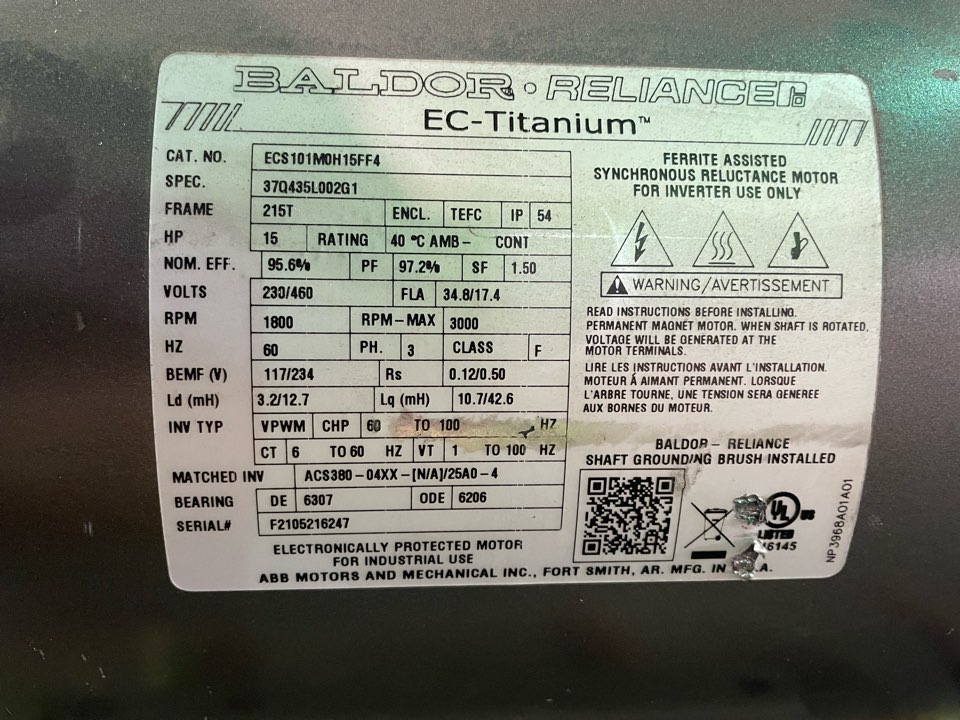 BALDOR • RELIANCE
EC-Titanium™
CAT. NO. ECS101M0H15FF4
SPEC. 37Q435L002G1
FRAME 215T ENCL. TEFC IP 54
HP 15 RATING 40 °C AMB - CONT
NOM. EFF. 95.6% PF 97.2% SF 1.50
VOLTS 230/460 FLA 34.8/17.4
RPM 1800 RPM-MAX 3000
HZ 60 PH. 3 CLASS F
BEMF (V) 117/234 Rs 0.12/0.50
Ld (mH) 3.2/12.7 Lq (mH) 10.7/42.6
INV TYP VPWM CHP 60 TO 100 HZ
CT 6 TO 60 HZ VT 1 TO 100 HZ
MATCHED INV ACS380-04XX-[N/A]/25A0-4
BEARING DE 6307 ODE 6206
SERIAL# F2105216247
ELECTRONICALLY PROTECTED MOTOR
FOR INDUSTRIAL USE
ABB MOTORS AND MECHANICAL INC., FORT SMITH, AR. MFG. IN A.
FERRITE ASSISTED
SYNCHRONOUS RELUCTANCE MOTOR
FOR INVERTER USE ONLY
WARNING/AVERTISSEMENT
READ INSTRUCTIONS BEFORE INSTALLING.
PERMANENT MAGNET MOTOR. WHEN SHAFT IS ROTATED,
VOLTAGE WILL BE GENERATED AT THE
MOTOR TERMINALS.
LIRE LES INSTRUCTIONS AVANT L'INSTALLATION.
MOTEUR Á AIMANT PERMANENT. LORSQUE
L'ARBRE TOURNE, UNE TENSION SERA GENEREE
AUX BORNES DU MOTEUR.
BALDOR - RELIANCE
SHAFT GROUNDING BRUSH INSTALLED
UL US
LISTED
6145
NP3968A01A01